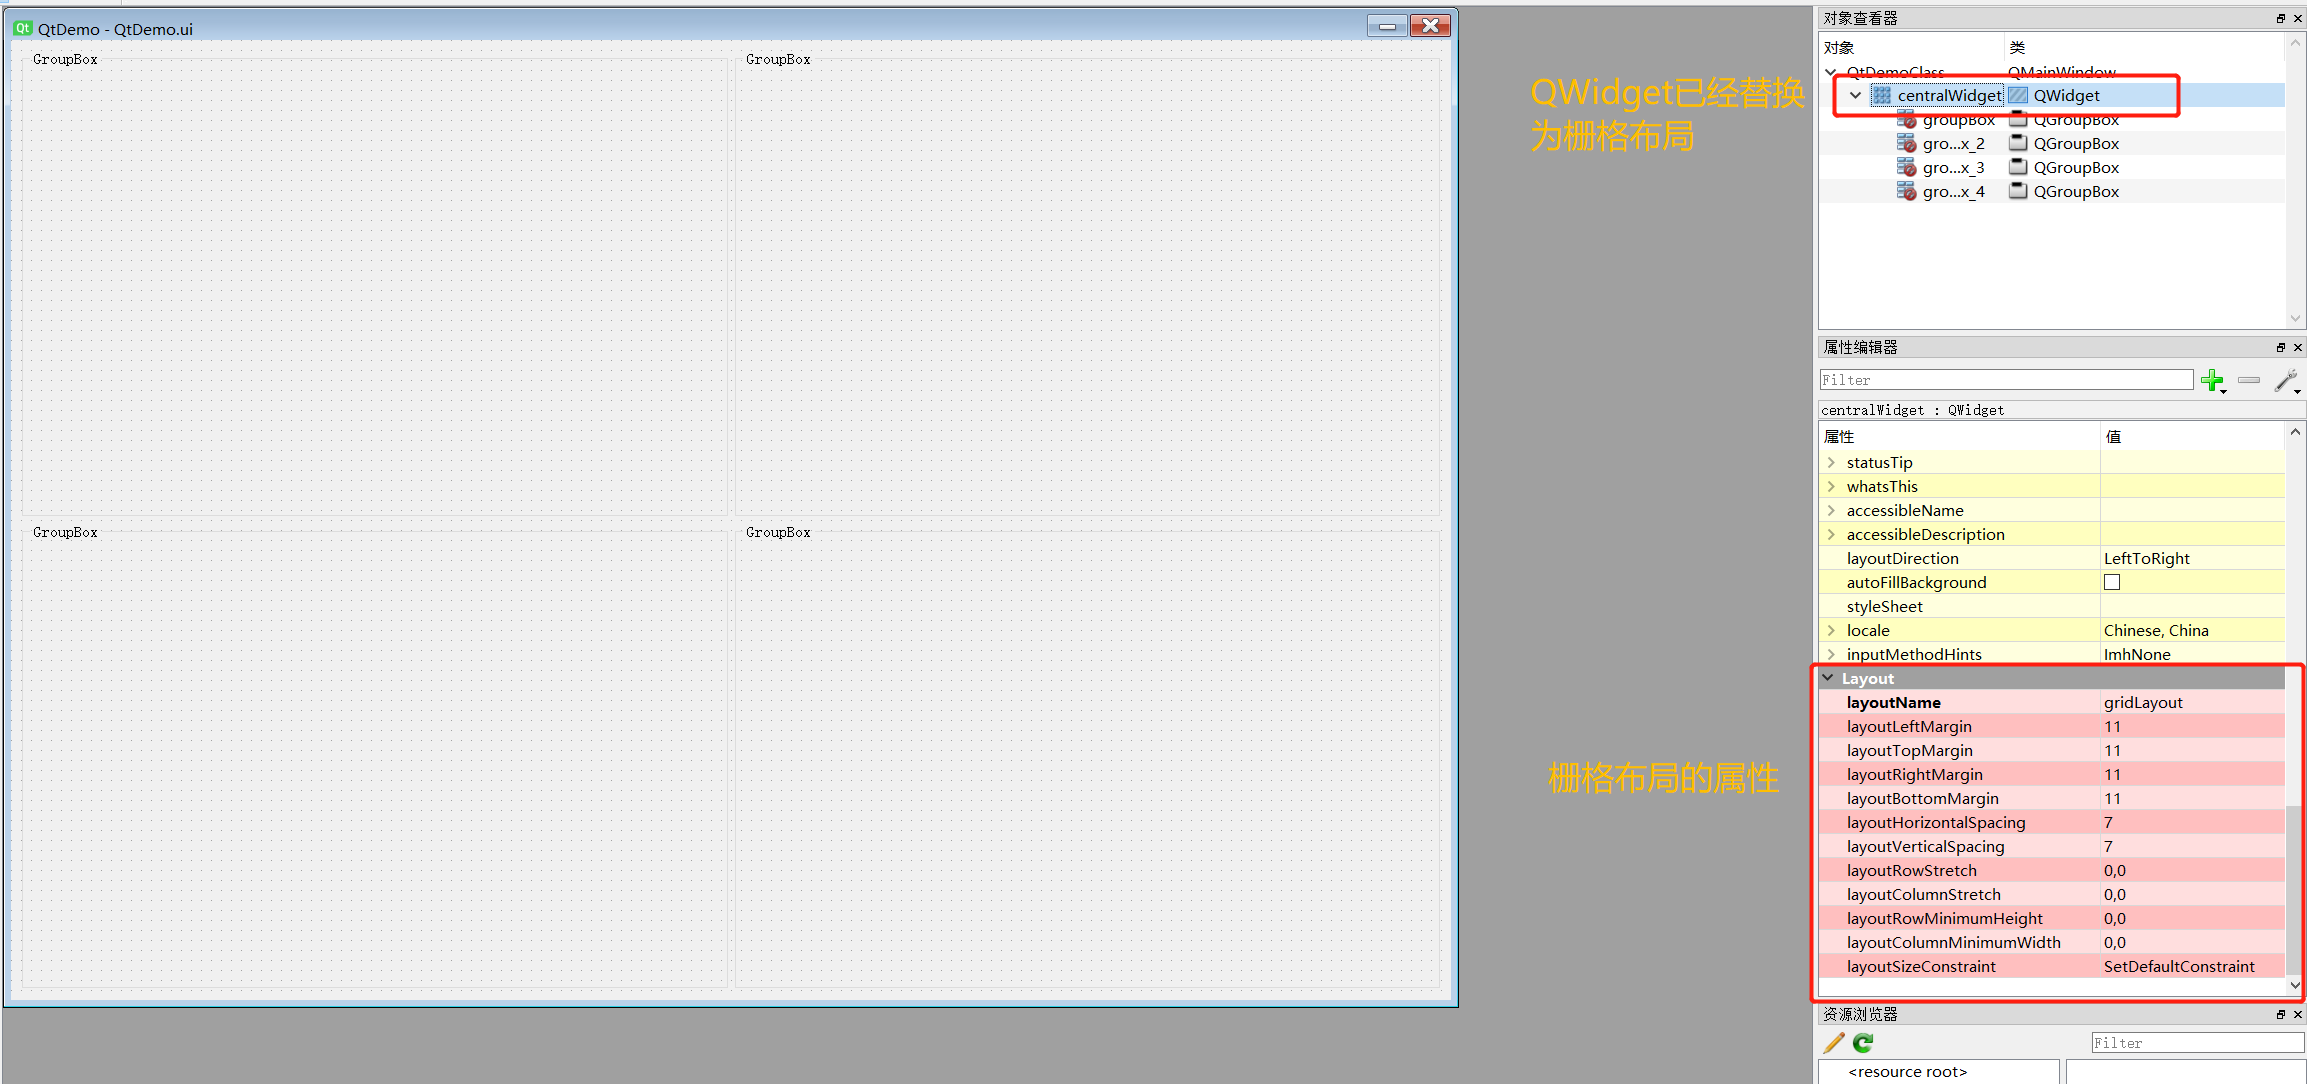 QtDemo - QtDemo.ui
GroupBox
GroupBox
GroupBox
GroupBox
QWidget已经替换
为栅格布局
栅格布局的属性
对象查看器
对象 类
QtDemoClass QMainWindow
centralWidget QWidget
groupBox QGroupBox
gro...x_2 QGroupBox
gro...x_3 QGroupBox
gro...x_4 QGroupBox
属性编辑器
Filter
centralWidget : QWidget
属性 值
statusTip
whatsThis
accessibleName
accessibleDescription
layoutDirection LeftToRight
autoFillBackground
styleSheet
locale Chinese, China
inputMethodHints ImhNone
Layout
layoutName gridLayout
layoutLeftMargin 11
layoutTopMargin 11
layoutRightMargin 11
layoutBottomMargin 11
layoutHorizontalSpacing 7
layoutVerticalSpacing 7
layoutRowStretch 0,0
layoutColumnStretch 0,0
layoutRowMinimumHeight 0,0
layoutColumnMinimumWidth 0,0
layoutSizeConstraint SetDefaultConstraint
资源浏览器
Filter
<resource root>